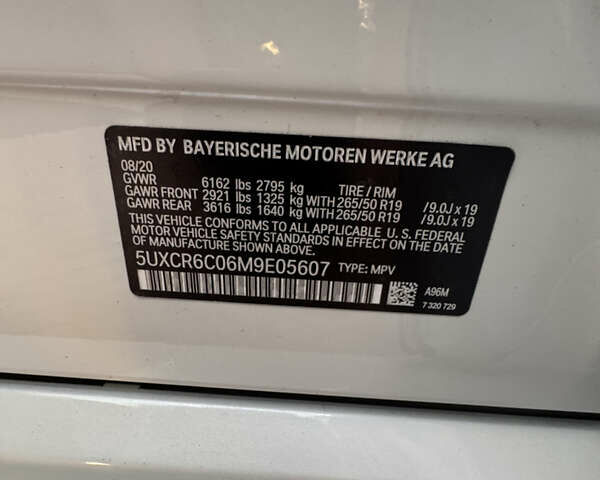 MFD BY BAYERISCHE MOTOREN WERKE AG
08/20
GVWR 6162 lbs 2795 kg TIRE / RIM
GAWR FRONT 2921 lbs 1325 kg WITH 265/50 R19 / 9.0J x 19
GAWR REAR 3616 lbs 1640 kg WITH 265/50 R19 / 9.0J x 19
THIS VEHICLE CONFORMS TO ALL APPLICABLE U. S. FEDERAL
MOTOR VEHICLE SAFETY STANDARDS IN EFFECT ON THE
DATE OF MANUFACTURE SHOWN ABOVE.
5UXCR6C06M9E05607 TYPE: MPV
A96M
7 320 729